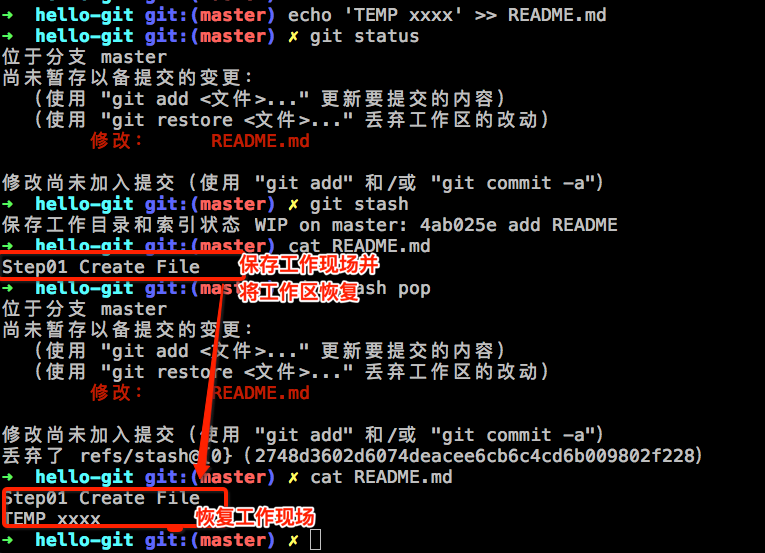 → hello-git git:(master) echo 'TEMP xxxx' >> README.md
→ hello-git git:(master) ✗ git status
位于分支 master
尚未暂存以备提交的变更：
（使用 "git add <文件>..." 更新要提交的内容）
（使用 "git restore <文件>..." 丢弃工作区的改动）
修改： README.md
修改尚未加入提交（使用 "git add" 和/或 "git commit -a"）
→ hello-git git:(master) ✗ git stash
保存工作目录和索引状态 WIP on master: 4ab025e add README
→ hello-git git:(master) cat README.md
Step01 Create File
保存工作现场并
将工作区恢复
→ hello-git git:(mas ash pop
位于分支 master
尚未暂存以备提交的变更：
（使用 "git add <文件>..." 更新要提交的内容）
（使用 "git restore <文件>..." 丢弃工作区的改动）
修改： README.md
修改尚未加入提交（使用 "git add" 和/或 "git commit -a"）
丢弃了 refs/stash@{0}（2748d3602d6074deacee6cb6c4cd6b009802f228）
→ hello-git git:(master) ✗ cat README.md
Step01 Create File
TEMP xxxx
恢复工作现场
→ hello-git git:(master) ✗